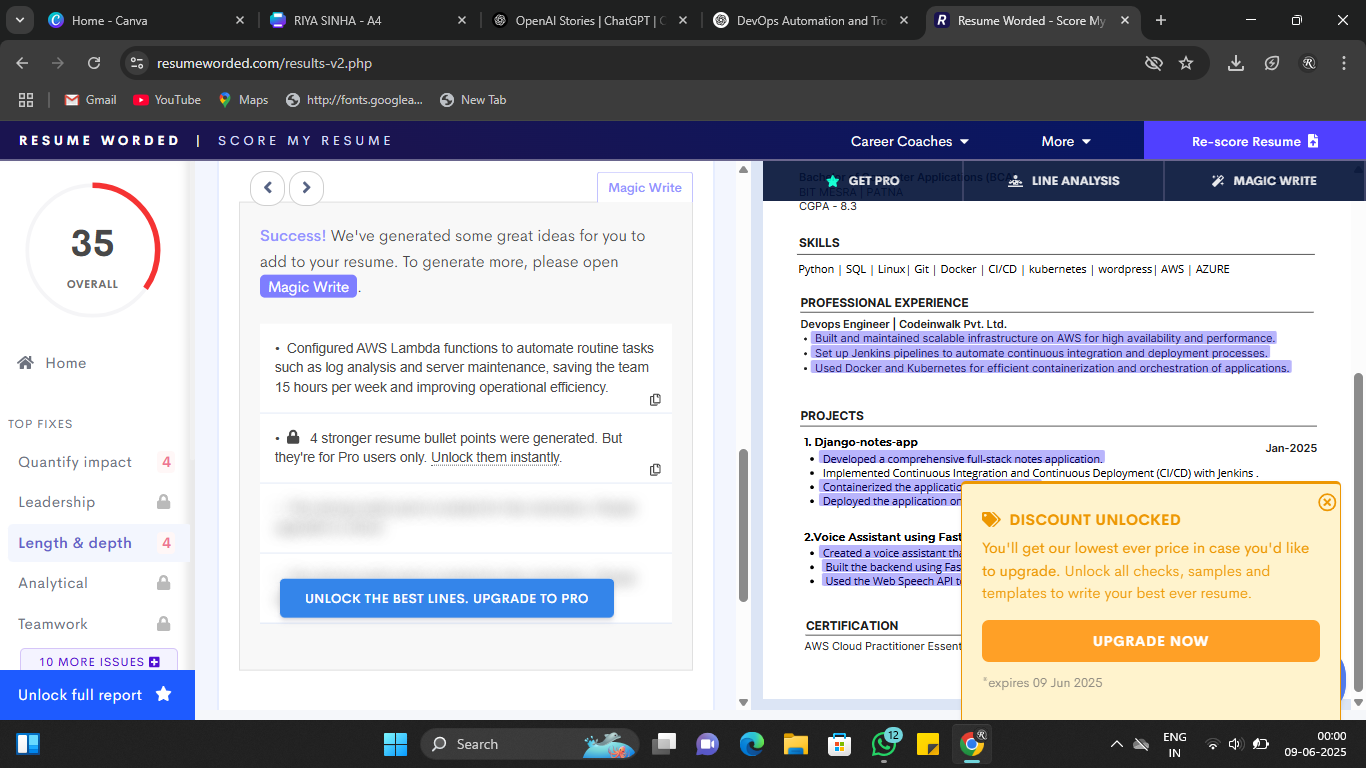 Home - Canva
RIYA SINHA - A4
OpenAI Stories | ChatGPT |
DevOps Automation and Tro
Resume Worded - Score My
resumeworded.com/results-v2.php
Gmail
YouTube
Maps
http://fonts.googlea...
New Tab
RESUME WORDED | SCORE MY RESUME
Career Coaches
More
Re-score Resume
35
OVERALL
Home
TOP FIXES
Quantify impact 4
Leadership
Length & depth 4
Analytical
Teamwork
10 MORE ISSUES
Unlock full report
Magic Write
Success! We've generated some great ideas for you to
add to your resume. To generate more, please open
Magic Write.
• Configured AWS Lambda functions to automate routine tasks
such as log analysis and server maintenance, saving the team
15 hours per week and improving operational efficiency.
• 4 stronger resume bullet points were generated. But
they're for Pro users only. Unlock them instantly.
UNLOCK THE BEST LINES. UPGRADE TO PRO
GET PRO
LINE ANALYSIS
MAGIC WRITE
BIT MESRA | PATNA
CGPA - 8.3
SKILLS
Python | SQL | Linux| Git | Docker | CI/CD | kubernetes | wordpress| AWS | AZURE
PROFESSIONAL EXPERIENCE
Devops Engineer | Codeinwalk Pvt. Ltd.
• Built and maintained scalable infrastructure on AWS for high availability and performance.
• Set up Jenkins pipelines to automate continuous integration and deployment processes.
• Used Docker and Kubernetes for efficient containerization and orchestration of applications.
PROJECTS
1. Django-notes-app
Jan-2025
• Developed a comprehensive full-stack notes application.
• Implemented Continuous Integration and Continuous Deployment (CI/CD) with Jenkins .
• Containerized the applicatio
• Deployed the application on
2.Voice Assistant using Fast
• Created a voice assistant tha
• Built the backend using Fas
• Used the Web Speech API t
CERTIFICATION
AWS Cloud Practitioner Essent
DISCOUNT UNLOCKED
You'll get our lowest ever price in case you'd like
to upgrade. Unlock all checks, samples and
templates to write your best ever resume.
UPGRADE NOW
*expires 09 Jun 2025
Search
12
ENG
IN
00:00
09-06-2025